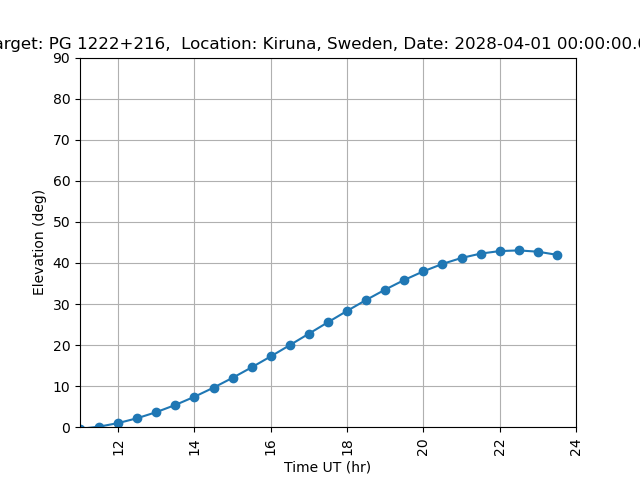 arget: PG 1222+216,  Location: Kiruna, Sweden, Date: 2028-04-01 00:00:00.0
90
80
70
60
50
40
30
20
10
0
Elevation (deg)
12 14 16 18 20 22 24
Time UT (hr)